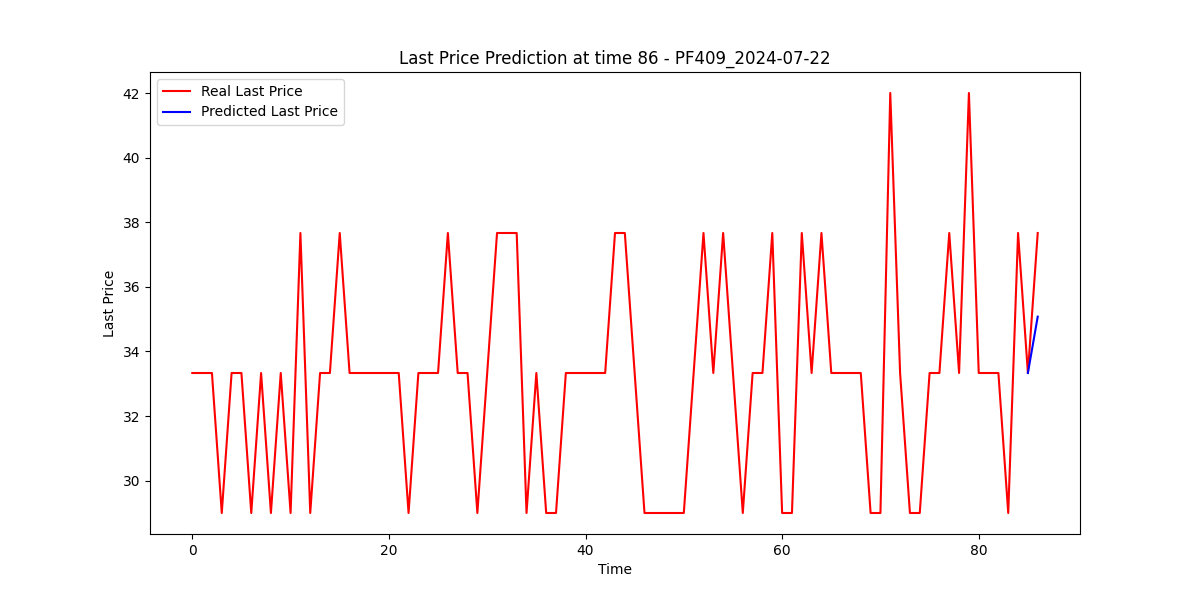 Last Price Prediction at time 86 - PF409_2024-07-22
Real Last Price
Predicted Last Price
Last Price
42
40
38
36
34
32
30
0 20 40 60 80
Time